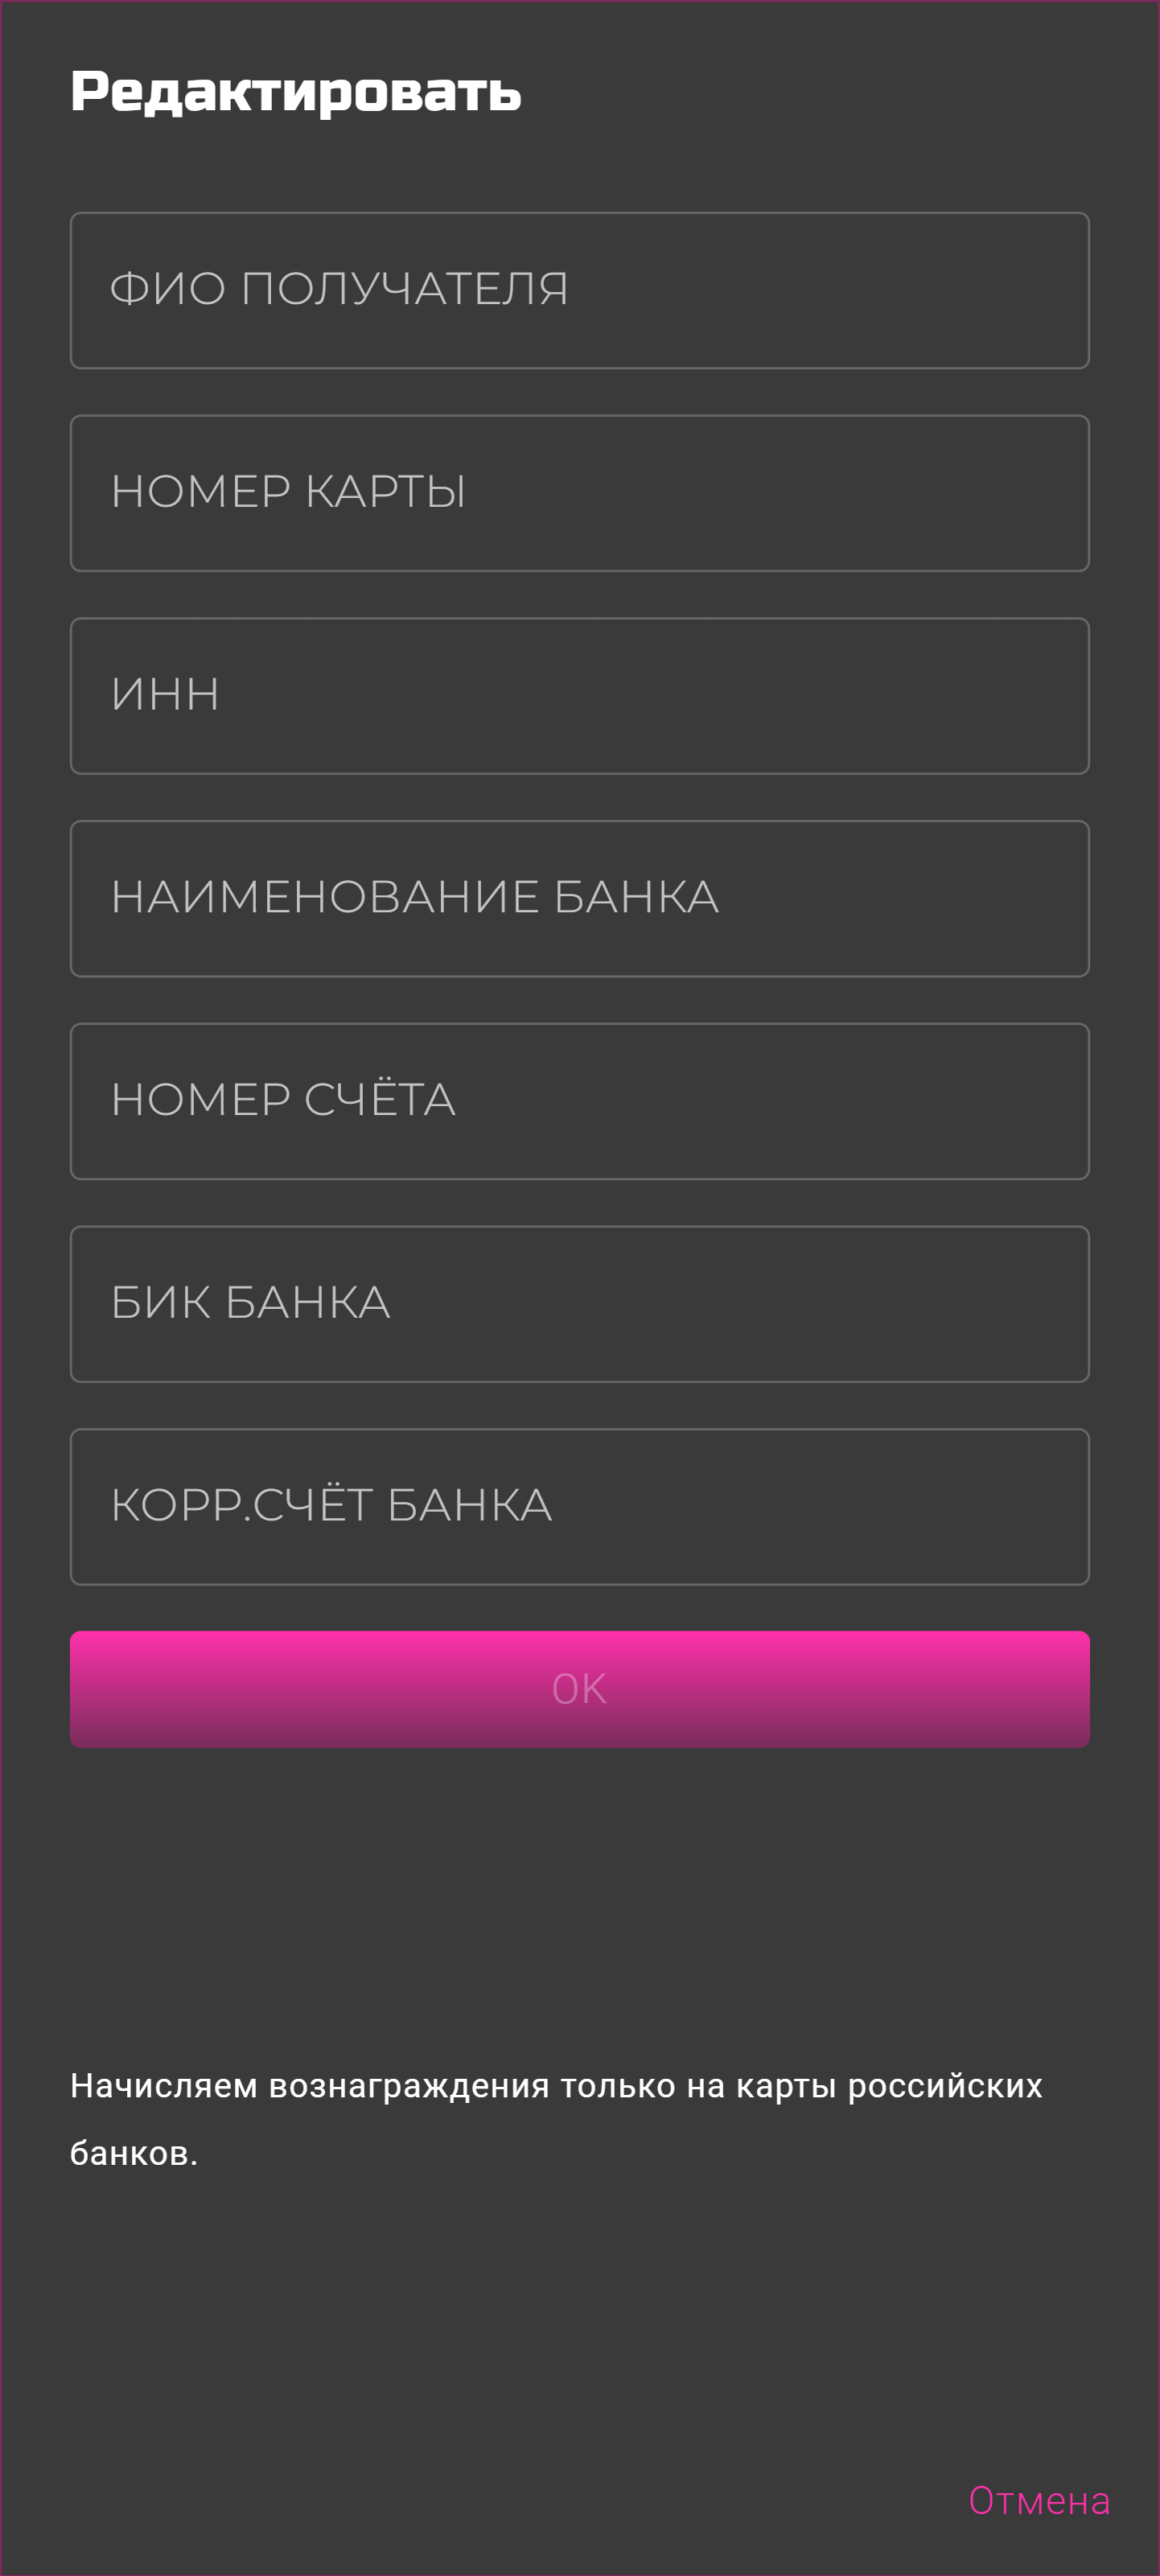 Редактировать
ФИО ПОЛУЧАТЕЛЯ
НОМЕР КАРТЫ
ИНН
НАИМЕНОВАНИЕ БАНКА
НОМЕР СЧЁТА
БИК БАНКА
КОРР.СЧЁТ БАНКА
ОК
Начисляем вознаграждения только на карты российских
банков.
Отмена